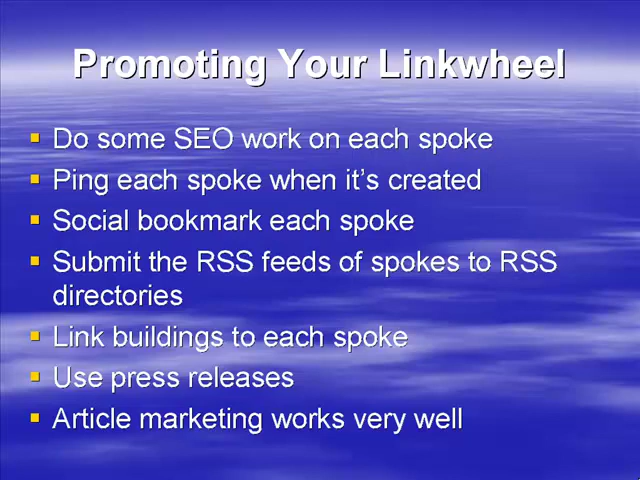 Promoting Your Linkwheel
Do some SEO work on each spoke
Ping each spoke when it's created
Social bookmark each spoke
Submit the RSS feeds of spokes to RSS
directories
Link buildings to each spoke
Use press releases
Article marketing works very well